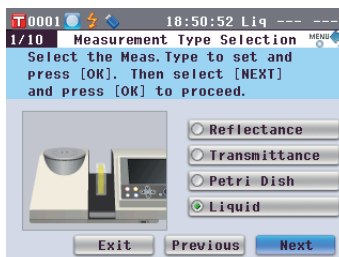 T0001 18:50:52 Liq --- ---
1/10 Measurement Type Selection MENU
Select the Meas.Type to set and
press [OK]. Then select [NEXT]
and press [OK] to proceed.
Reflectance
Transmittance
Petri Dish
Liquid
Exit Previous Next